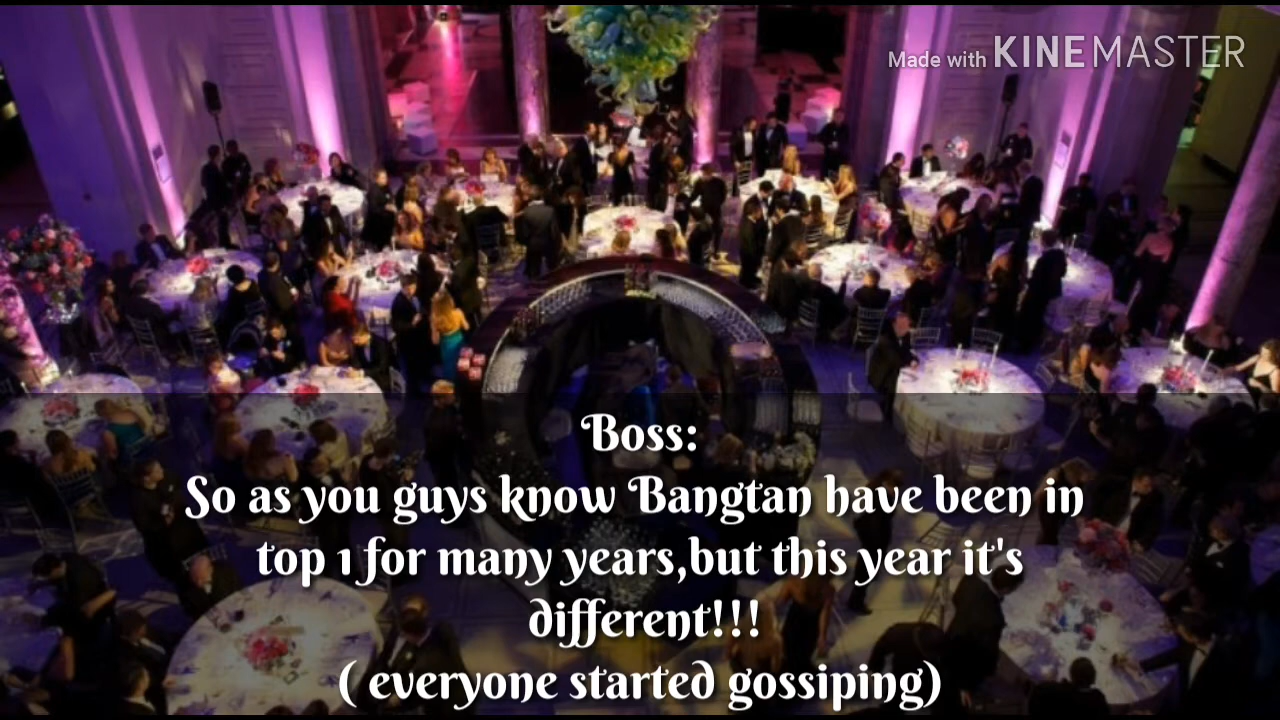 Made with KINEMASTER
Boss:
So as you guys know Bangtan have been in
top 1 for many years,but this year it's
different!!!
( everyone started gossiping)